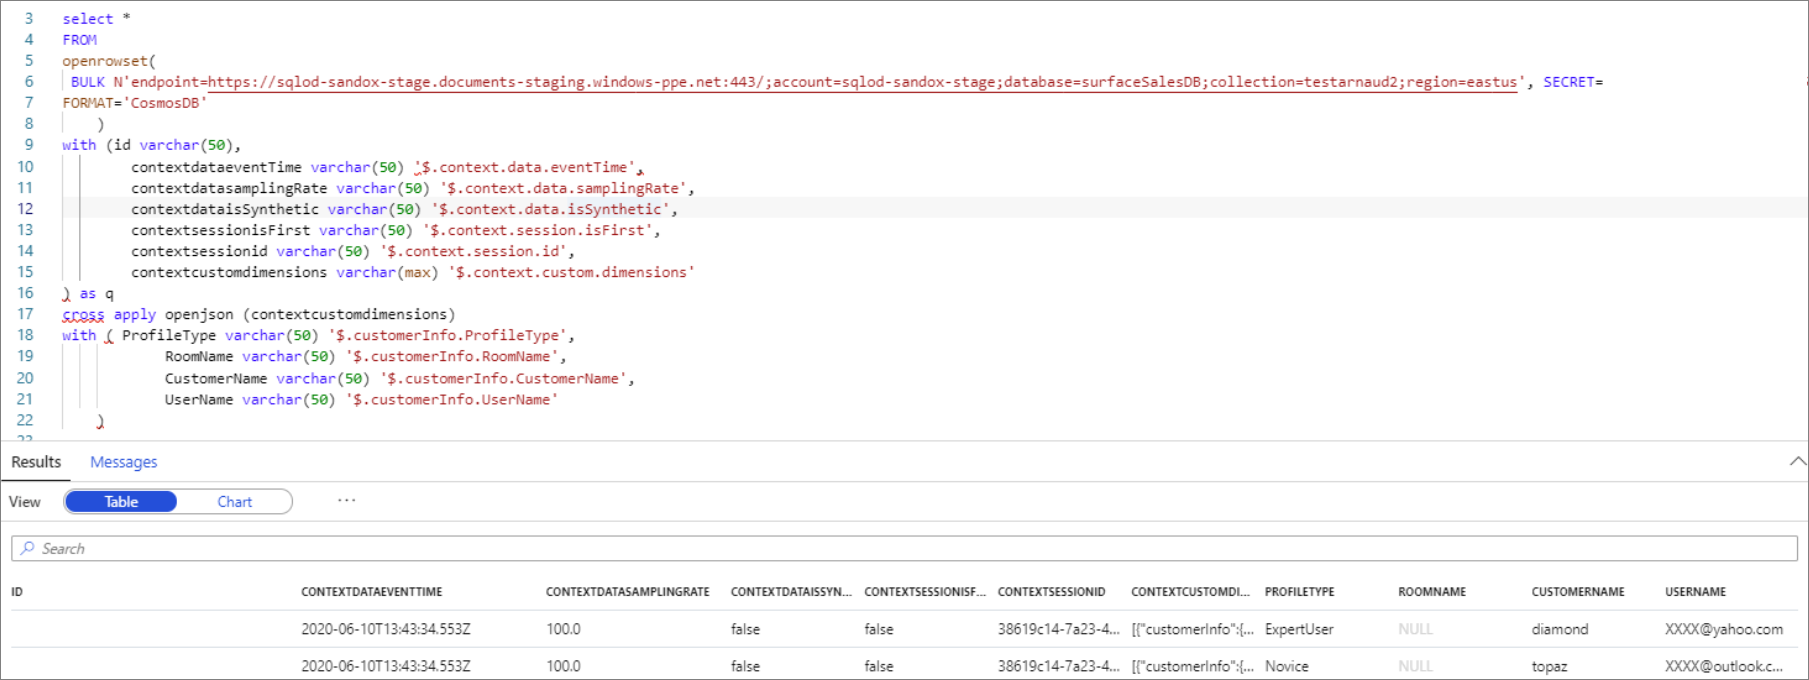 3 select *
4 FROM
5 openrowset(
6 BULK N'endpoint=https://sqlod-sandox-stage.documents-staging.windows-ppe.net:443/;account=sqlod-sandox-stage;database=surfaceSalesDB;collection=testarnaud2;region=eastus', SECRET=
7 FORMAT='CosmosDB'
8 )
9 with (id varchar(50),
10 contextdataeventTime varchar(50) '$.context.data.eventTime',
11 contextdatasamplingRate varchar(50) '$.context.data.samplingRate',
12 contextdataisSynthetic varchar(50) '$.context.data.isSynthetic',
13 contextsessionisFirst varchar(50) '$.context.session.isFirst',
14 contextsessionid varchar(50) '$.context.session.id',
15 contextcustomdimensions varchar(max) '$.context.custom.dimensions'
16 ) as q
17 cross apply openjson (contextcustomdimensions)
18 with ( ProfileType varchar(50) '$.customerInfo.ProfileType',
19 RoomName varchar(50) '$.customerInfo.RoomName',
20 CustomerName varchar(50) '$.customerInfo.CustomerName',
21 UserName varchar(50) '$.customerInfo.UserName'
22 )
Results Messages
View Table Chart ...
Search
ID CONTEXTDATAEVENTTIME CONTEXTDATASAMPLINGRATE CONTEXTDATAISSYN... CONTEXTSESSIONISF... CONTEXTSESSIONID CONTEXTCUSTOMDI... PROFILETYPE ROOMNAME CUSTOMERNAME USERNAME
2020-06-10T13:43:34.553Z 100.0 false false 38619c14-7a23-4... [{"customerInfo":{... ExpertUser NULL diamond XXXX@yahoo.com
2020-06-10T13:43:34.553Z 100.0 false false 38619c14-7a23-4... [{"customerInfo":{... Novice NULL topaz XXXX@outlook.c...